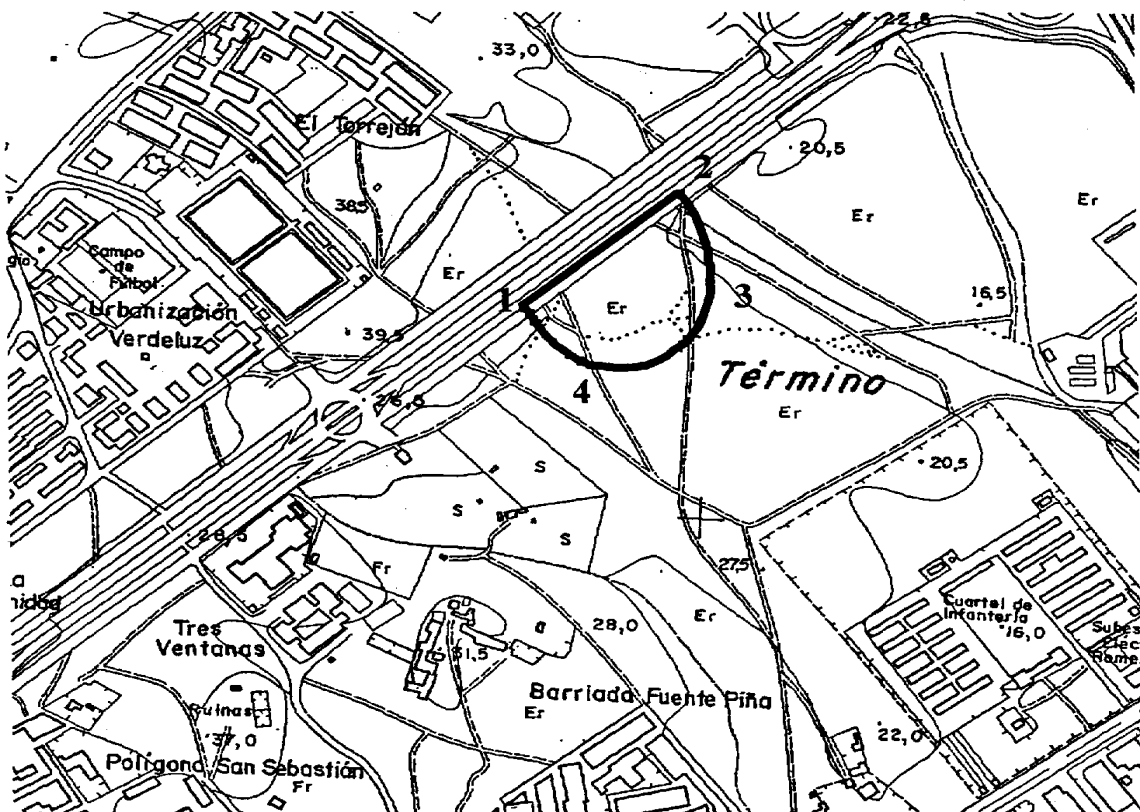 22,5
33,0
El Torrejón
2
20,5
Er
Er
38,5
Campo
de
Fútbol
Er
Er
1
3
16,5
Urbanización
Verdeluz
39,5
Término
4
Er
26,5
S
20,5
S
S
28,5
Fr
27,5
Er
Cuartel de
Infantería
16,0
Tres
Ventanas
a
28,0
31,5
Ruinas
37,0
Barriada Fuente Piña
Er
22,0
Polígono San Sebastián
Fr